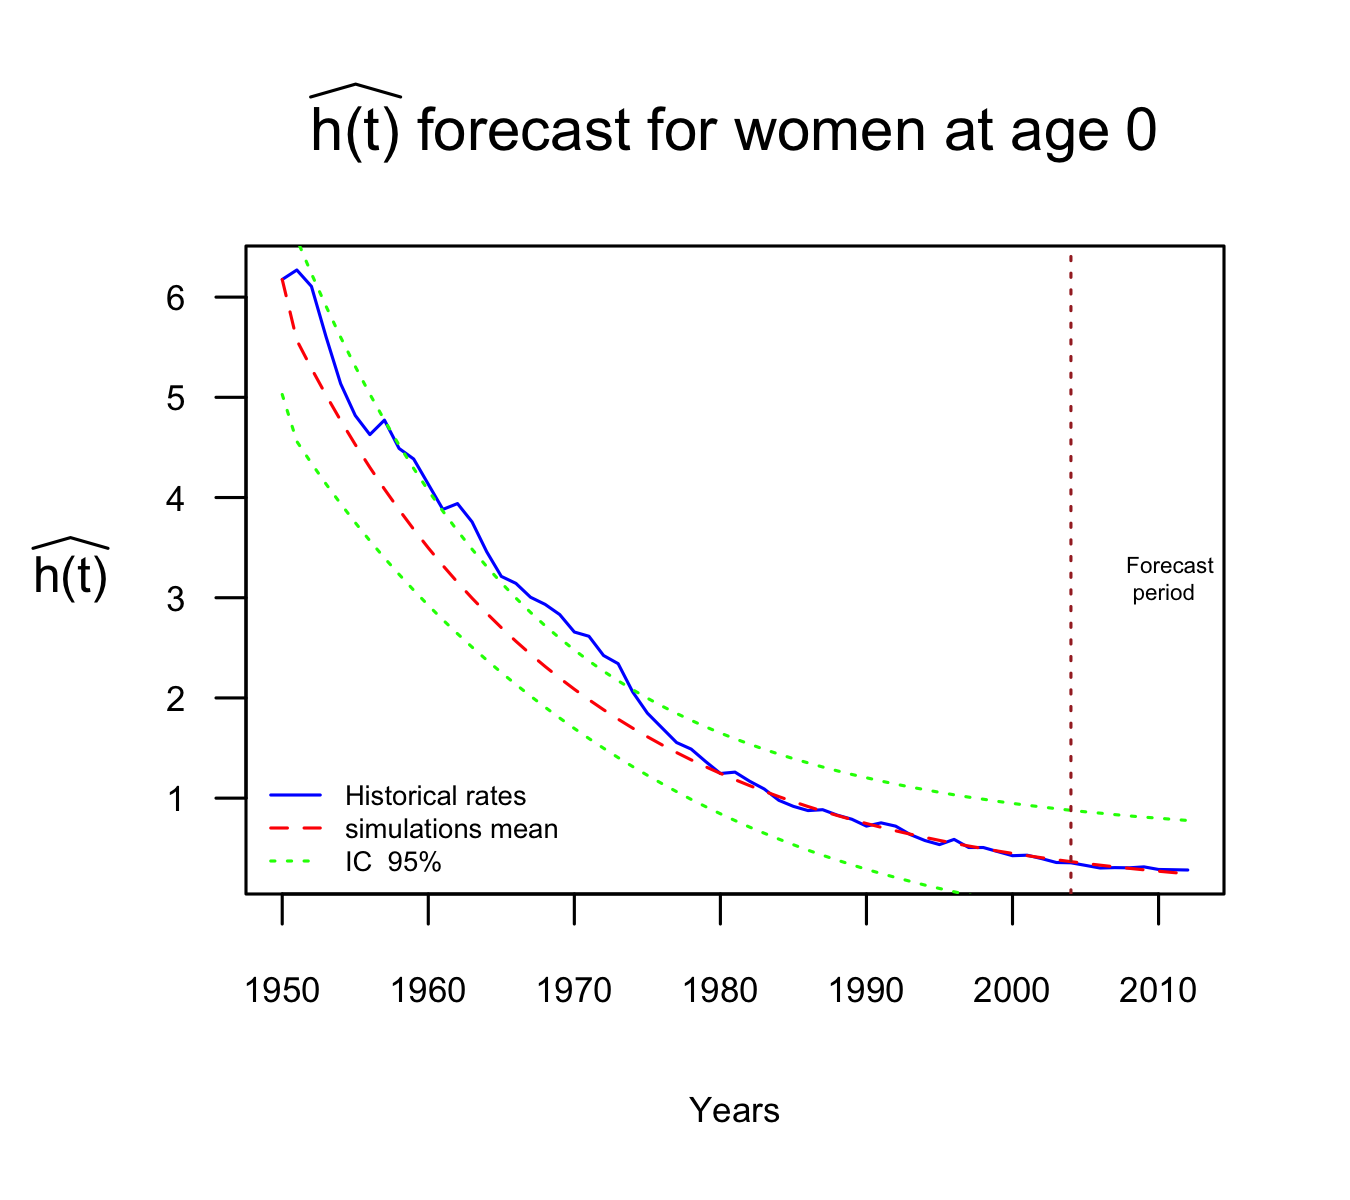 h(t) forecast for women at age 0
6
5
4
3
2
1
h(t)
Forecast
period
Historical rates
simulations mean
IC 95%
1950 1960 1970 1980 1990 2000 2010
Years